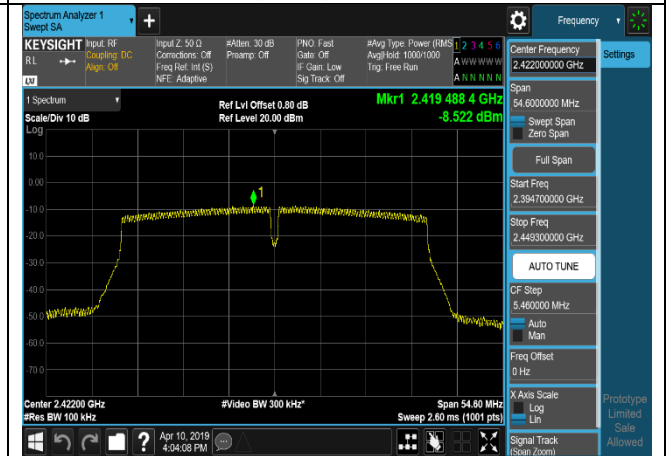 Spectrum Analyzer 1
Swept SA
+
Frequency
KEYSIGHT
RL
LXI
Input: RF
Coupling: DC
Align: Off
Input Z: 50 Ω
Corrections: Off
Freq Ref: Int (S)
NFE: Adaptive
#Atten: 30 dB
Preamp: Off
PNO: Fast
Gate: Off
IF Gain: Low
Sig Track: Off
#Avg Type: Power (RMS
Avg|Hold: 1000/1000
Trig: Free Run
1 2 3 4 5 6
A W W W W W
A N N N N N
1 Spectrum
Scale/Div 10 dB
Log
Ref Lvl Offset 0.80 dB
Ref Level 20.00 dBm
Mkr1 2.419 488 4 GHz
-8.522 dBm
10.0
0.00
-10.0
-20.0
-30.0
-40.0
-50.0
-60.0
-70.0
1
Center 2.42200 GHz
#Res BW 100 kHz
#Video BW 300 kHz*
Span 54.60 MHz
Sweep 2.60 ms (1001 pts)
?
Apr 10, 2019
4:04:08 PM
Center Frequency
2.422000000 GHz
Span
54.6000000 MHz
Swept Span
Zero Span
Full Span
Start Freq
2.394700000 GHz
Stop Freq
2.449300000 GHz
AUTO TUNE
CF Step
5.460000 MHz
Auto
Man
Freq Offset
0 Hz
X Axis Scale
Log
Lin
Signal Track
(Span Zoom)
Settings
Prototype
Limited
Sale
Allowed